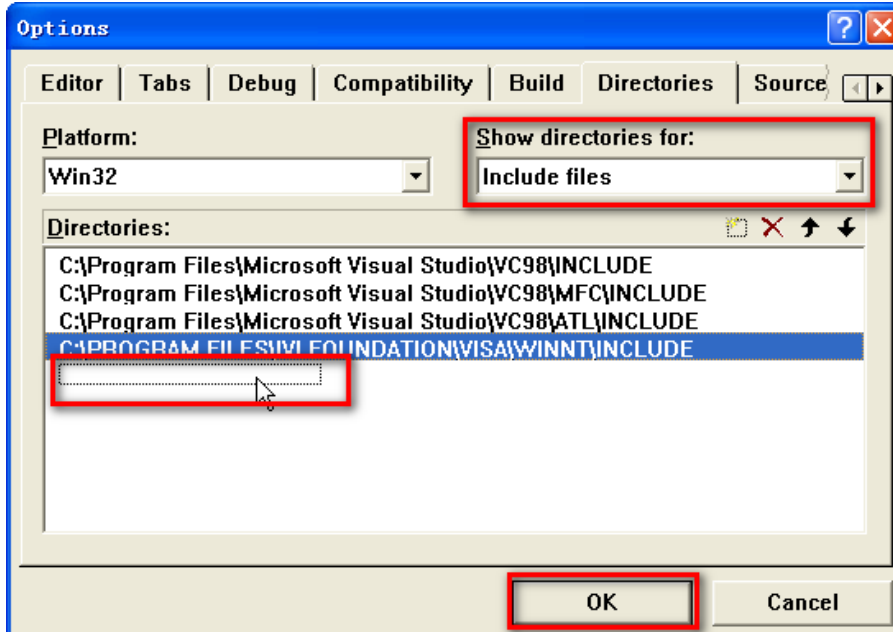 Options
Editor Tabs Debug Compatibility Build Directories Source
Platform: Show directories for:
Win32 Include files
Directories:
C:\Program Files\Microsoft Visual Studio\VC98\INCLUDE
C:\Program Files\Microsoft Visual Studio\VC98\MFC\INCLUDE
C:\Program Files\Microsoft Visual Studio\VC98\ATL\INCLUDE
C:\PROGRAM FILES\IVI FOUNDATION\VISA\WINNT\INCLUDE
OK Cancel